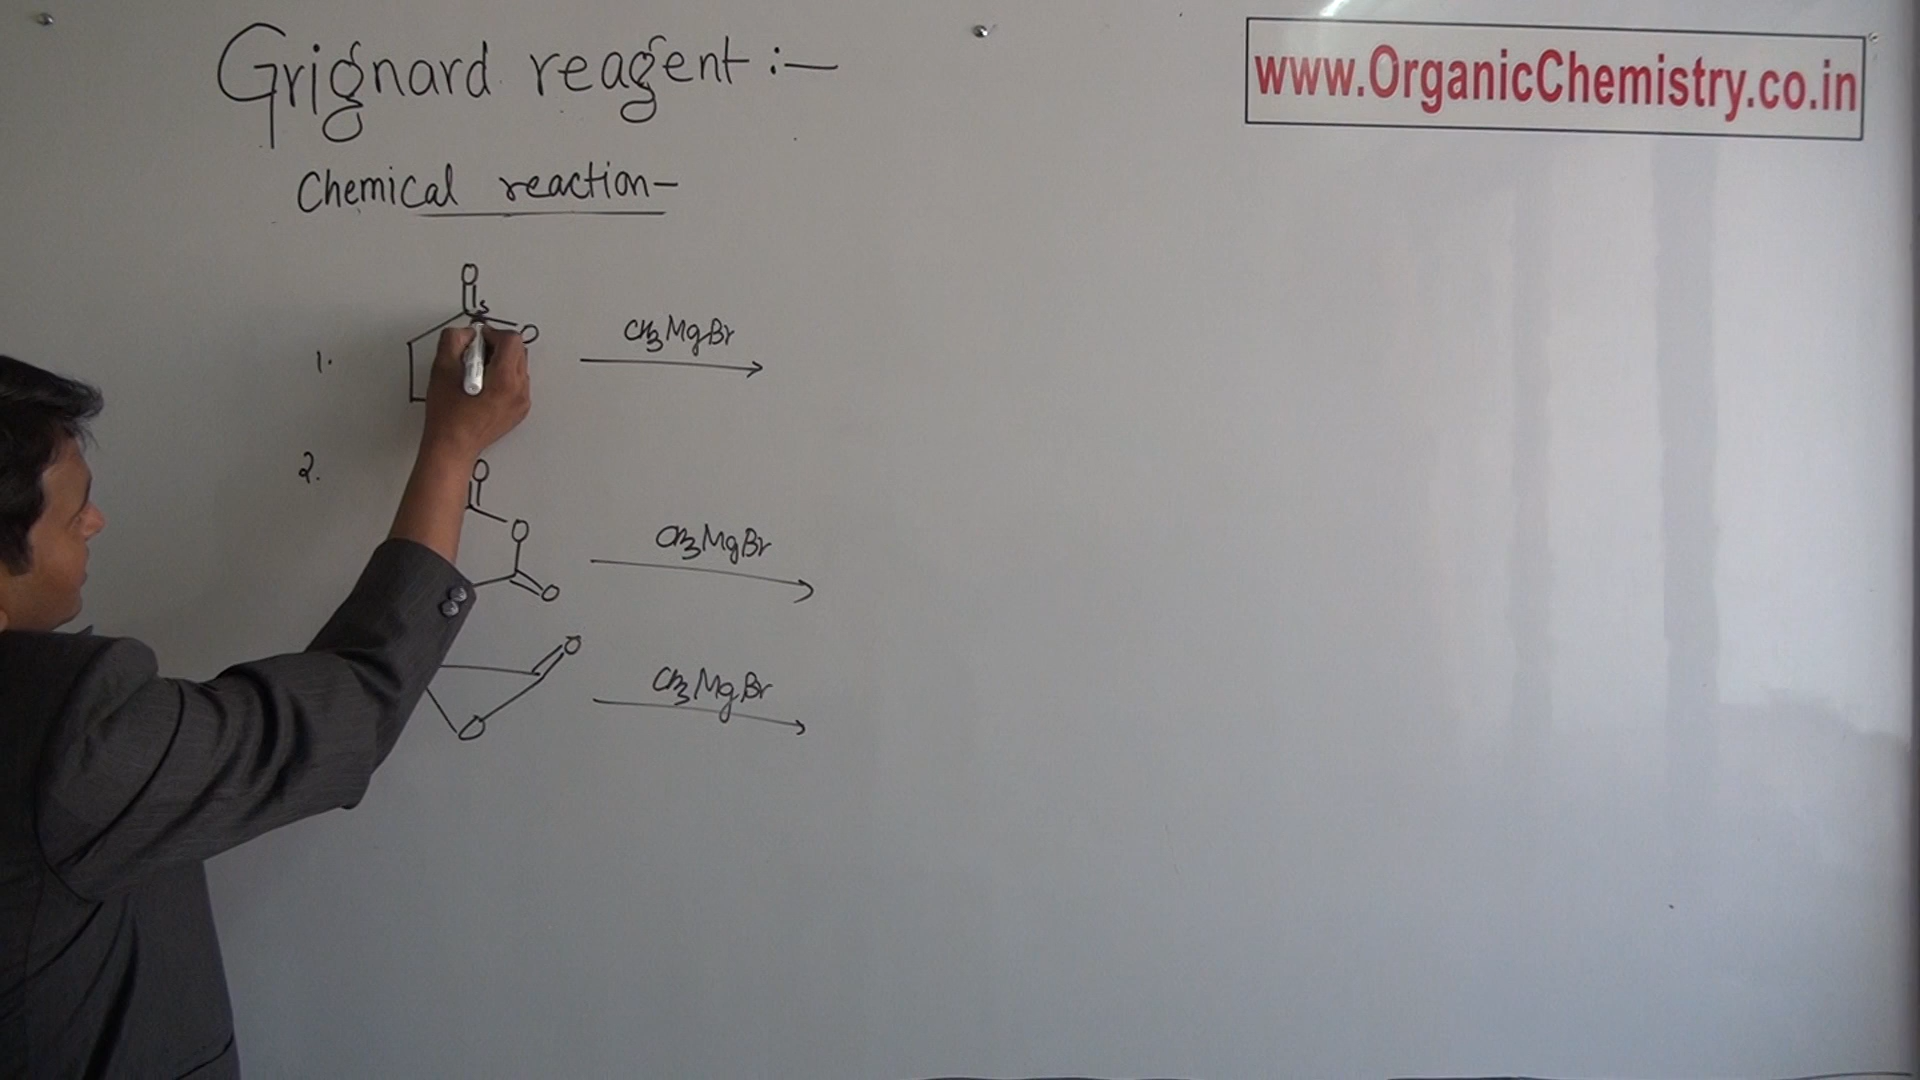 Grignard reagent :—
www.OrganicChemistry.co.in
Chemical reaction-
O
δ
O
1.
CH3MgBr
2.
O
O
O
CH3MgBr
O
O
CH3MgBr